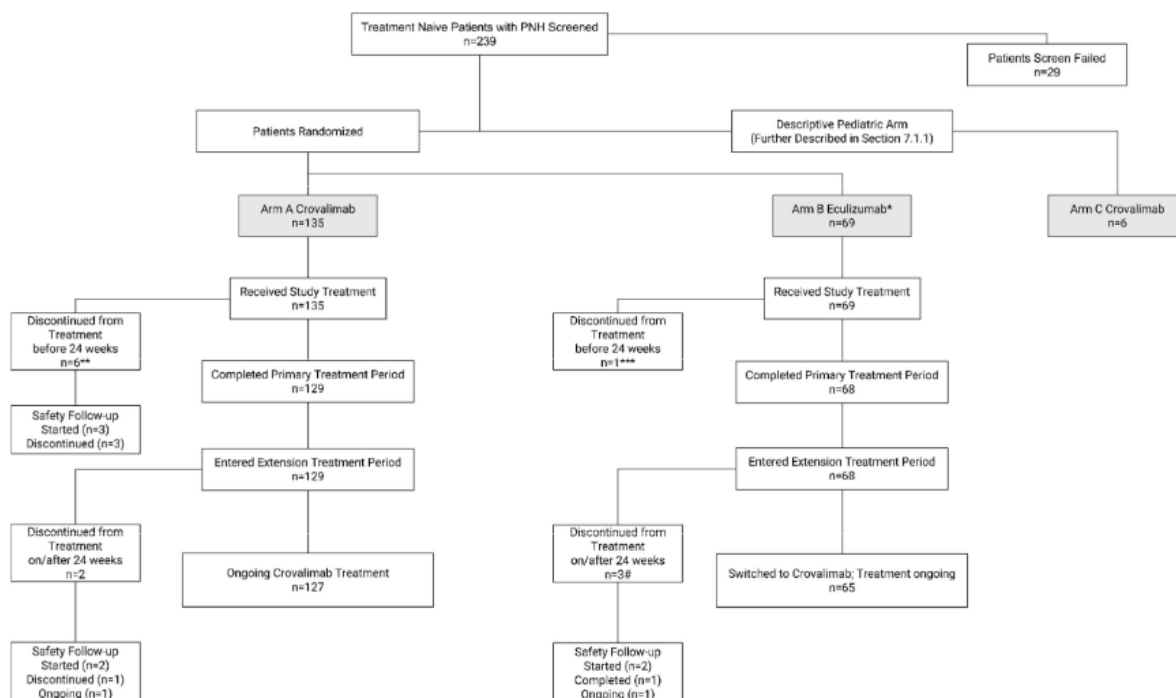 Treatment Naive Patients with PNH Screened
n=239
Patients Screen Failed
n=29
Patients Randomized
Descriptive Pediatric Arm
(Further Described in Section 7.1.1)
Arm A Crovalimab
n=135
Arm B Eculizumab*
n=69
Arm C Crovalimab
n=6
Received Study Treatment
n=135
Received Study Treatment
n=69
Discontinued from
Treatment
before 24 weeks
n=6**
Discontinued from
Treatment
before 24 weeks
n=1***
Completed Primary Treatment Period
n=129
Completed Primary Treatment Period
n=68
Safety Follow-up
Started (n=3)
Discontinued (n=3)
Entered Extension Treatment Period
n=129
Entered Extension Treatment Period
n=68
Discontinued from
Treatment
on/after 24 weeks
n=2
Ongoing Crovalimab Treatment
n=127
Discontinued from
Treatment
on/after 24 weeks
n=3#
Switched to Crovalimab; Treatment ongoing
n=65
Safety Follow-up
Started (n=2)
Discontinued (n=1)
Ongoing (n=1)
Safety Follow-up
Started (n=2)
Completed (n=1)
Ongoing (n=1)